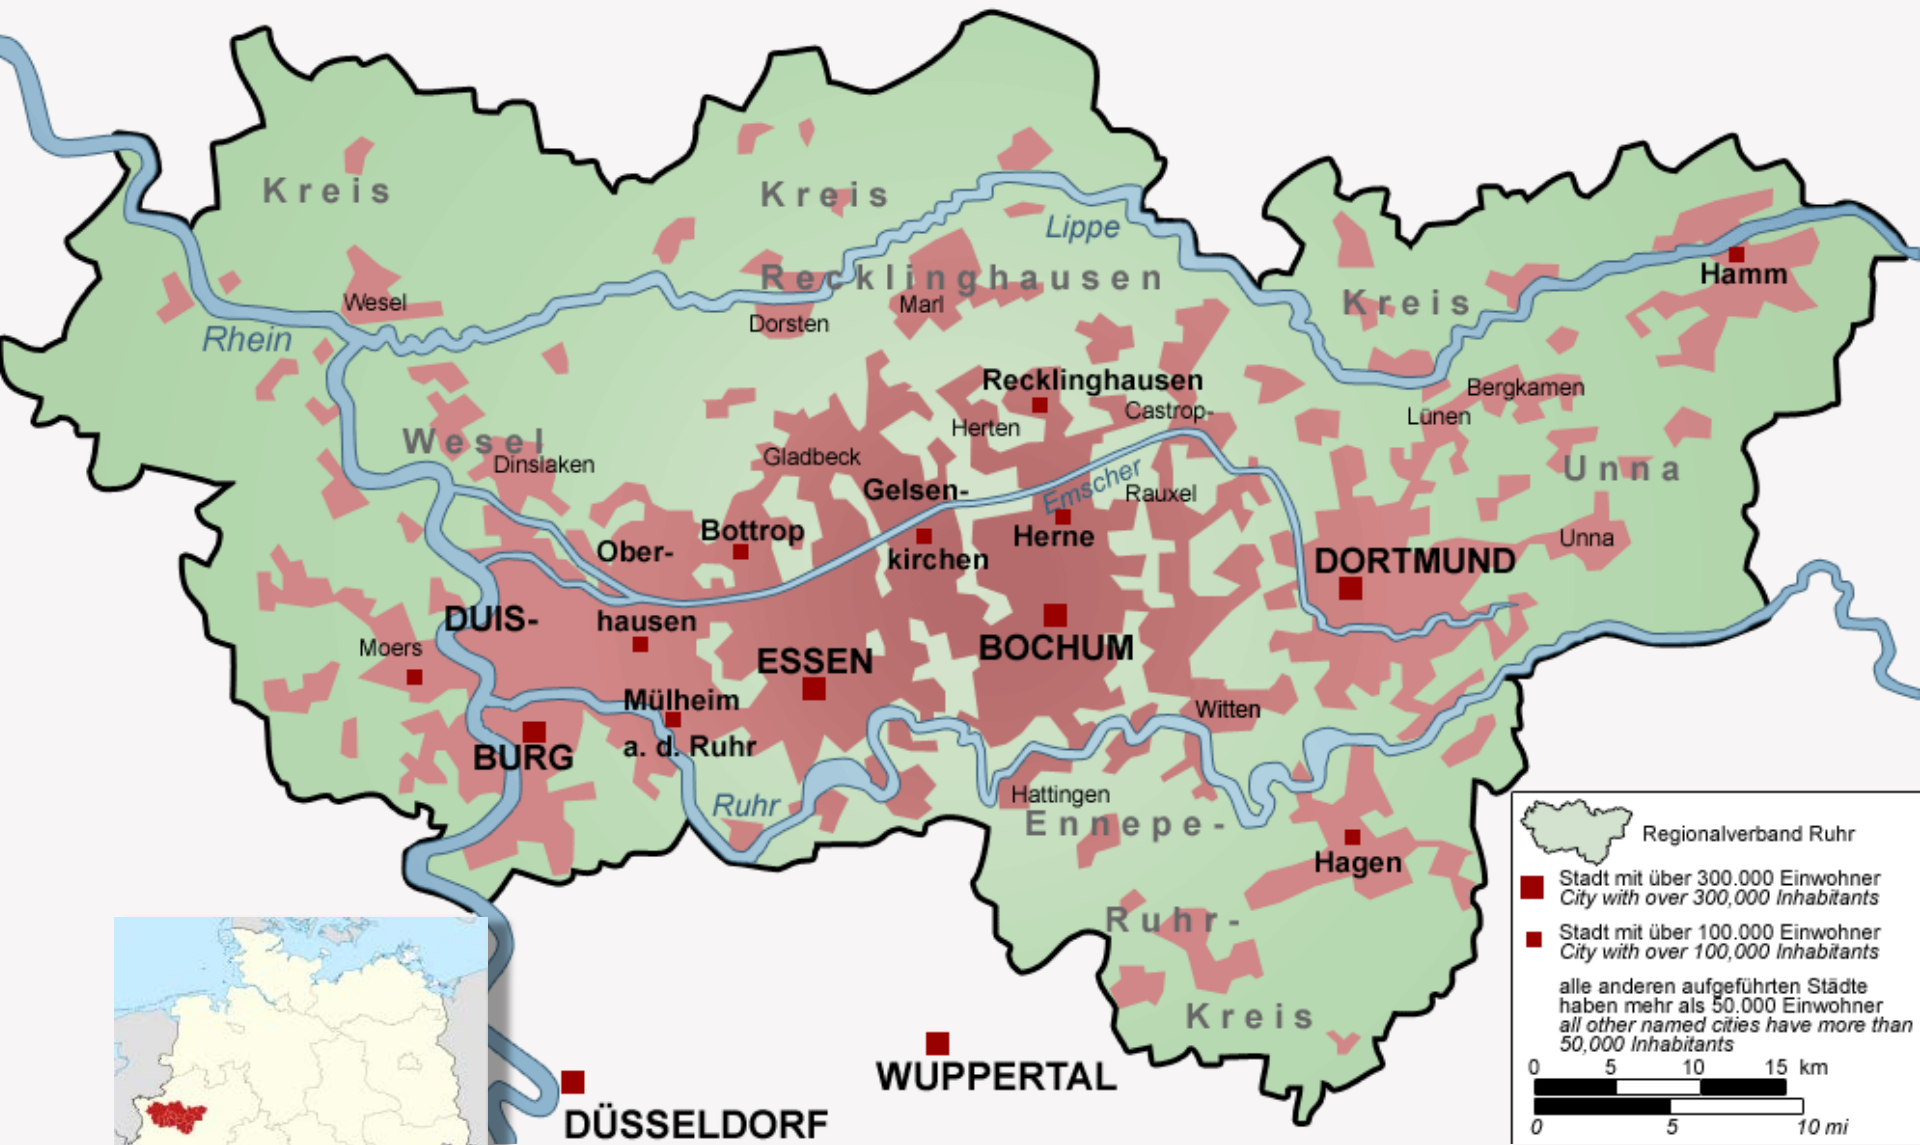 Kreis
Kreis
Lippe
Recklinghausen
Hamm
Wesel
Marl
Kreis
Dorsten
Rhein
Recklinghausen
Bergkamen
Castrop-
Lünen
Herten
Wesel
Gladbeck
Dinslaken
Unna
Gelsen-
Emscher
Rauxel
Bottrop
Herne
Unna
Ober-
kirchen
DORTMUND
DUIS-
hausen
Moers
BOCHUM
ESSEN
Mülheim
Witten
a. d. Ruhr
BURG
Hattingen
Ruhr
Ennepe-
Hagen
Ruhr-
Kreis
WUPPERTAL
DÜSSELDORF
Regionalverband Ruhr
Stadt mit über 300.000 Einwohner
City with over 300,000 Inhabitants
Stadt mit über 100.000 Einwohner
City with over 100,000 Inhabitants
alle anderen aufgeführten Städte
haben mehr als 50.000 Einwohner
all other named cities have more than
50,000 Inhabitants
0 5 10 15 km
0 5 10 mi